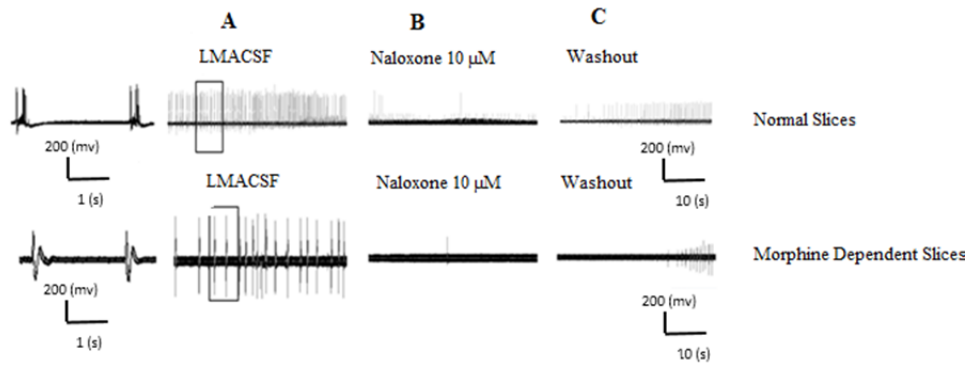 A
B
C
LMACSF
Naloxone 10 μM
Washout
Normal Slices
200 (mv)
1 (s)
200 (mv)
10 (s)
LMACSF
Naloxone 10 μM
Washout
Morphine Dependent Slices
200 (mv)
1 (s)
200 (mv)
10 (s)